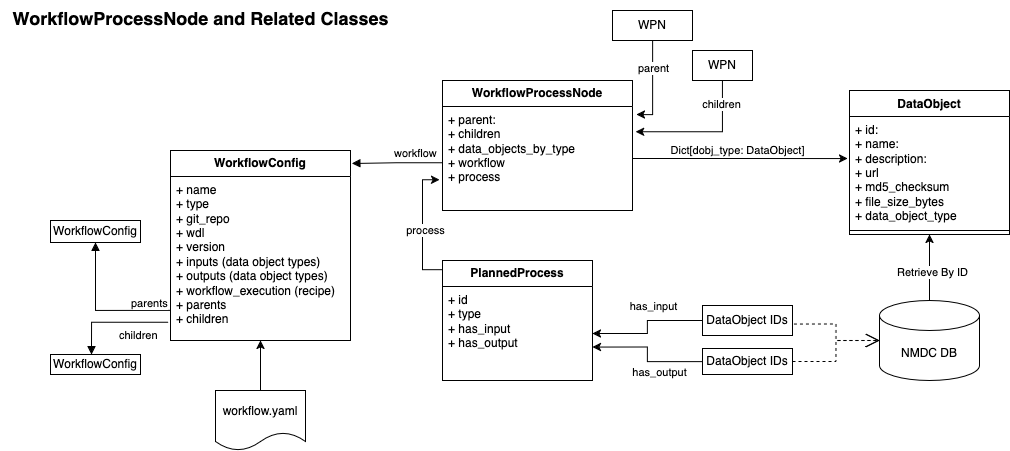 WorkflowProcessNode and Related Classes
WPN
parent
WPN
children
WorkflowProcessNode
+ parent:
+ children
+ data_objects_by_type
+ workflow
+ process
workflow
Dict[dobj_type: DataObject]
DataObject
+ id:
+ name:
+ description:
+ url
+ md5_checksum
+ file_size_bytes
+ data_object_type
WorkflowConfig
+ name
+ type
+ git_repo
+ wdl
+ version
+ inputs (data object types)
+ outputs (data object types)
+ workflow_execution (recipe)
+ parents
+ children
WorkflowConfig
parents
children
WorkflowConfig
workflow.yaml
process
PlannedProcess
+ id
+ type
+ has_input
+ has_output
has_input
DataObject IDs
has_output
DataObject IDs
Retrieve By ID
NMDC DB